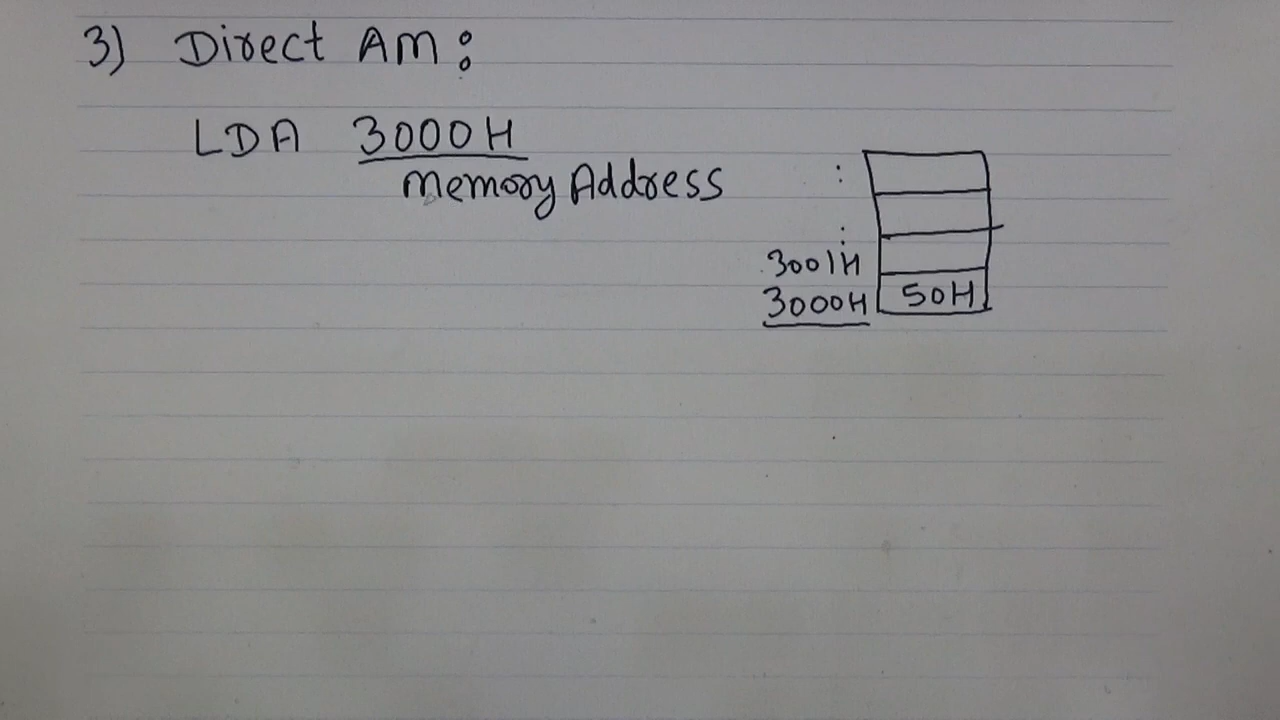 3) Direct AM :
LDA 3000H
Memory Address
:
:
3001H
3000H 50H